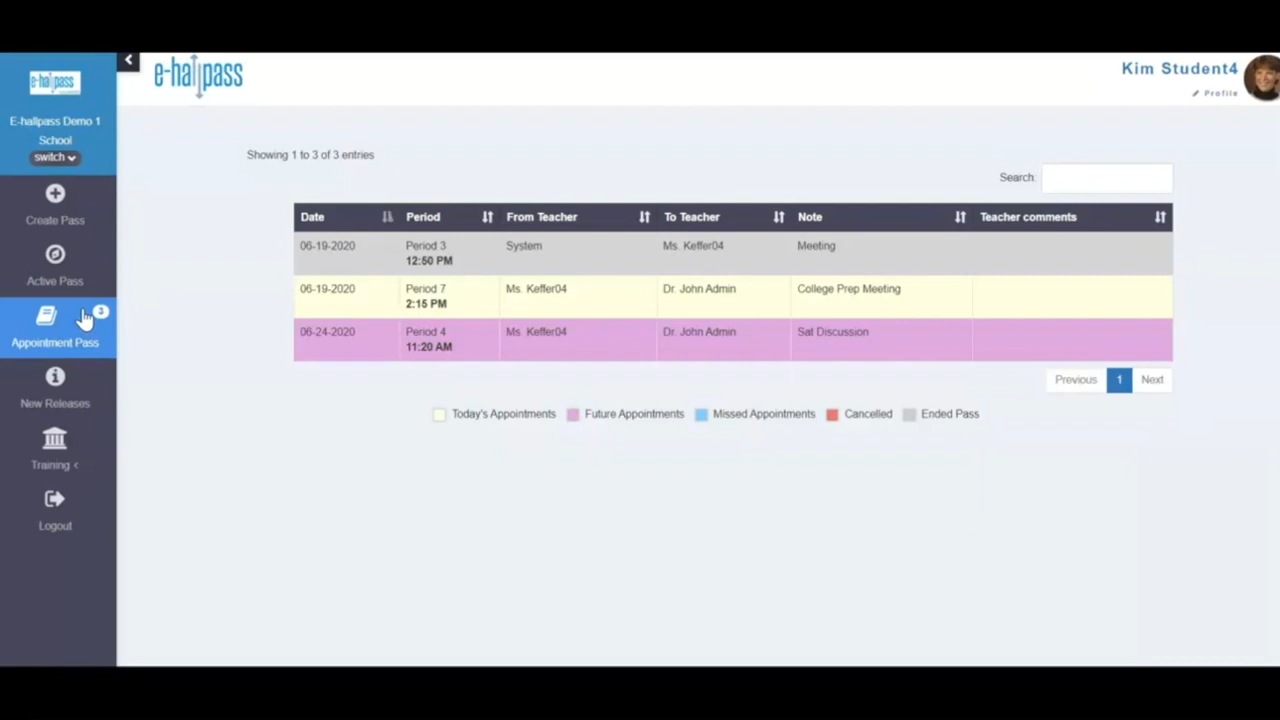 e-hallpass
E-hallpass Demo 1
School
switch
Create Pass
Active Pass
3
Appointment Pass
New Releases
Training <
Logout
e-hallpass
Kim Student4
Profile
Showing 1 to 3 of 3 entries
Search:
Date Period From Teacher To Teacher Note Teacher comments
06-19-2020 Period 3 System Ms. Keffer04 Meeting
12:50 PM
06-19-2020 Period 7 Ms. Keffer04 Dr. John Admin College Prep Meeting
2:15 PM
06-24-2020 Period 4 Ms. Keffer04 Dr. John Admin Sat Discussion
11:20 AM
Previous 1 Next
Today's Appointments Future Appointments Missed Appointments Cancelled Ended Pass